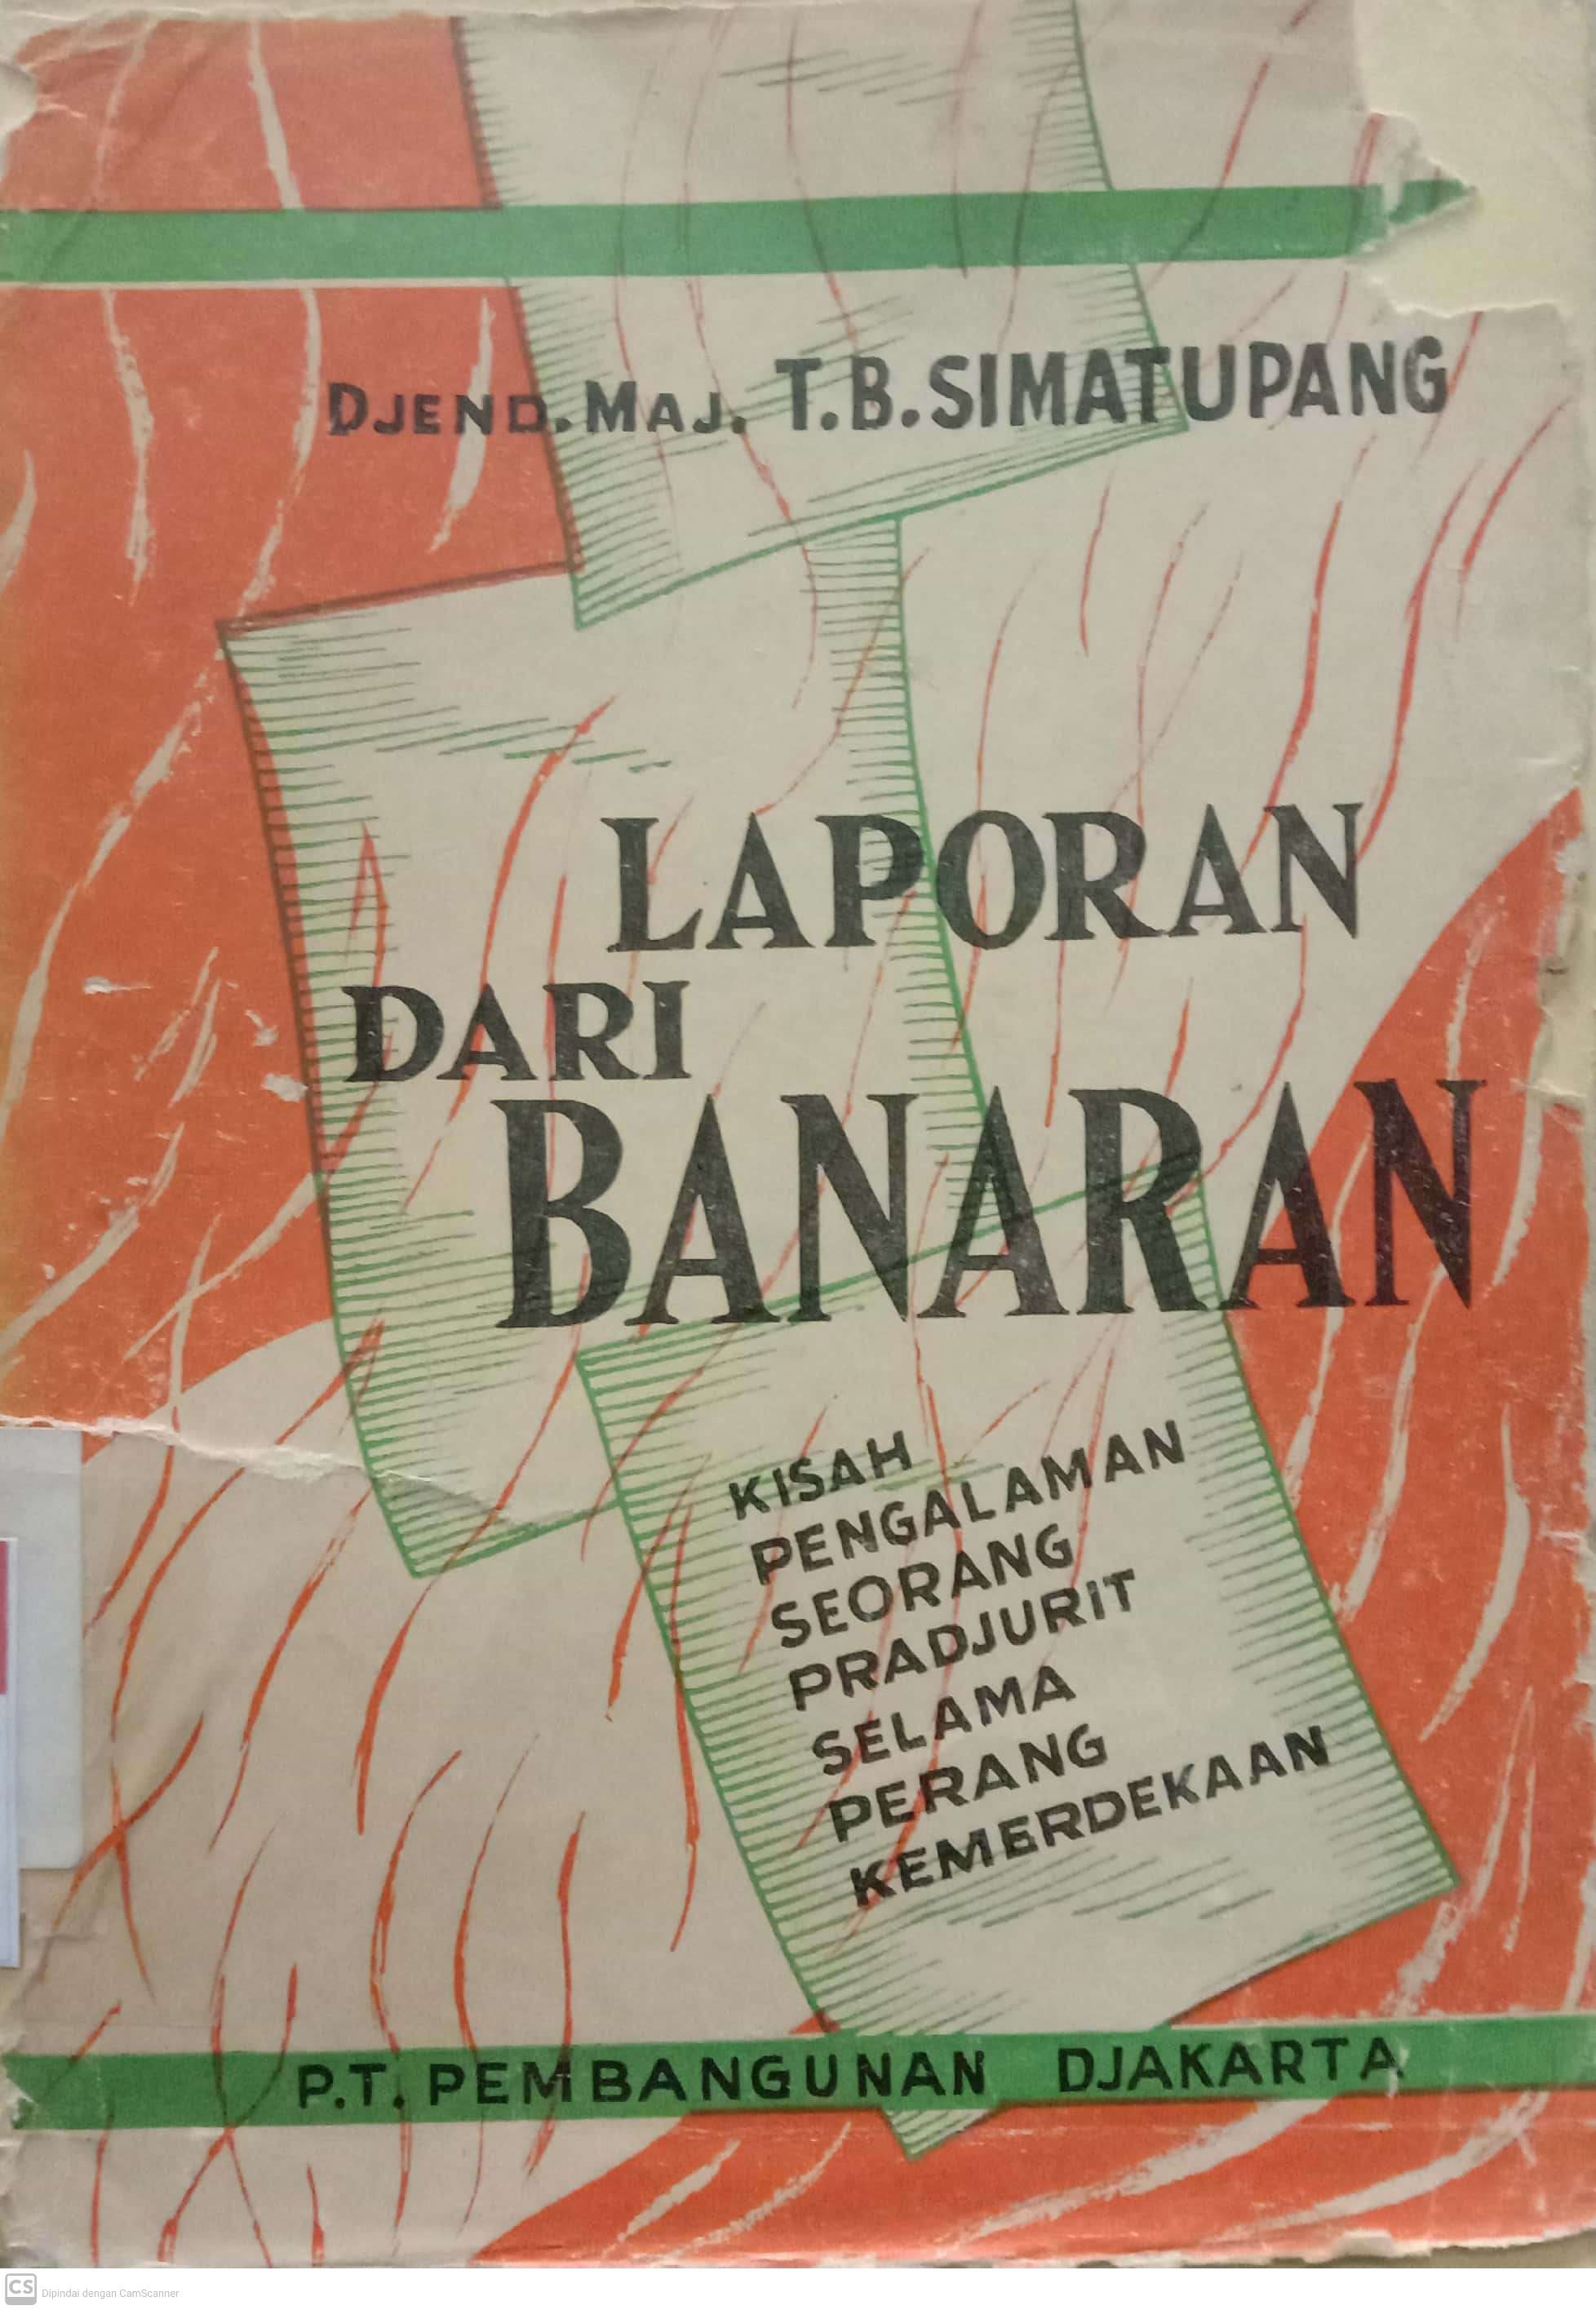 DJEND. MAJ. T.B. SIMATUPANG
LAPORAN
DARI
BANARAN
KISAH
PENGALAMAN
SEORANG
PRADJURIT
SELAMA
PERANG
KEMERDEKAAN
P.T. PEMBANGUNAN DJAKARTA
CS Dipindai dengan CamScanner